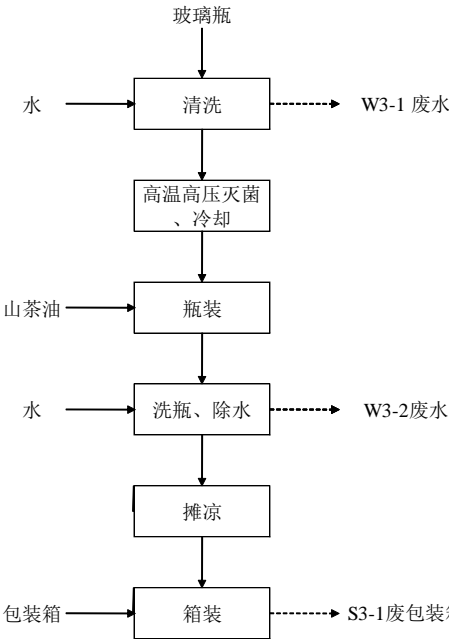 玻璃瓶
水
清洗
W3-1 废水
高温高压灭菌
、冷却
山茶油
瓶装
水
洗瓶、除水
W3-2废水
摊凉
包装箱
箱装
S3-1废包装